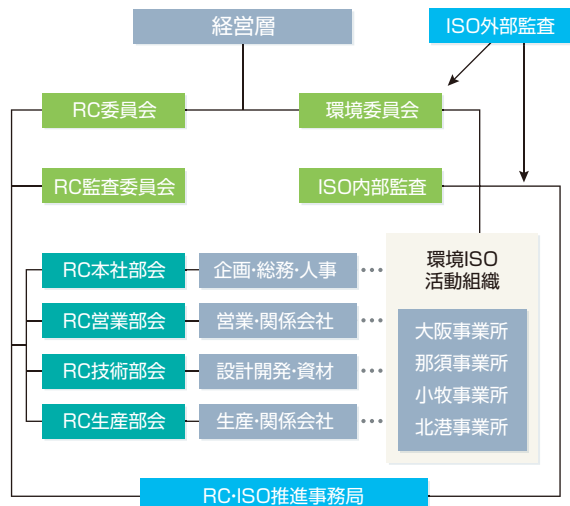 経営層
ISO外部監査
RC委員会
環境委員会
RC監査委員会
ISO内部監査
RC本社部会
企画・総務・人事
環境ISO
活動組織
RC営業部会
営業・関係会社
大阪事業所
那須事業所
RC技術部会
設計開発・資材
小牧事業所
RC生産部会
生産・関係会社
北港事業所
RC・ISO推進事務局